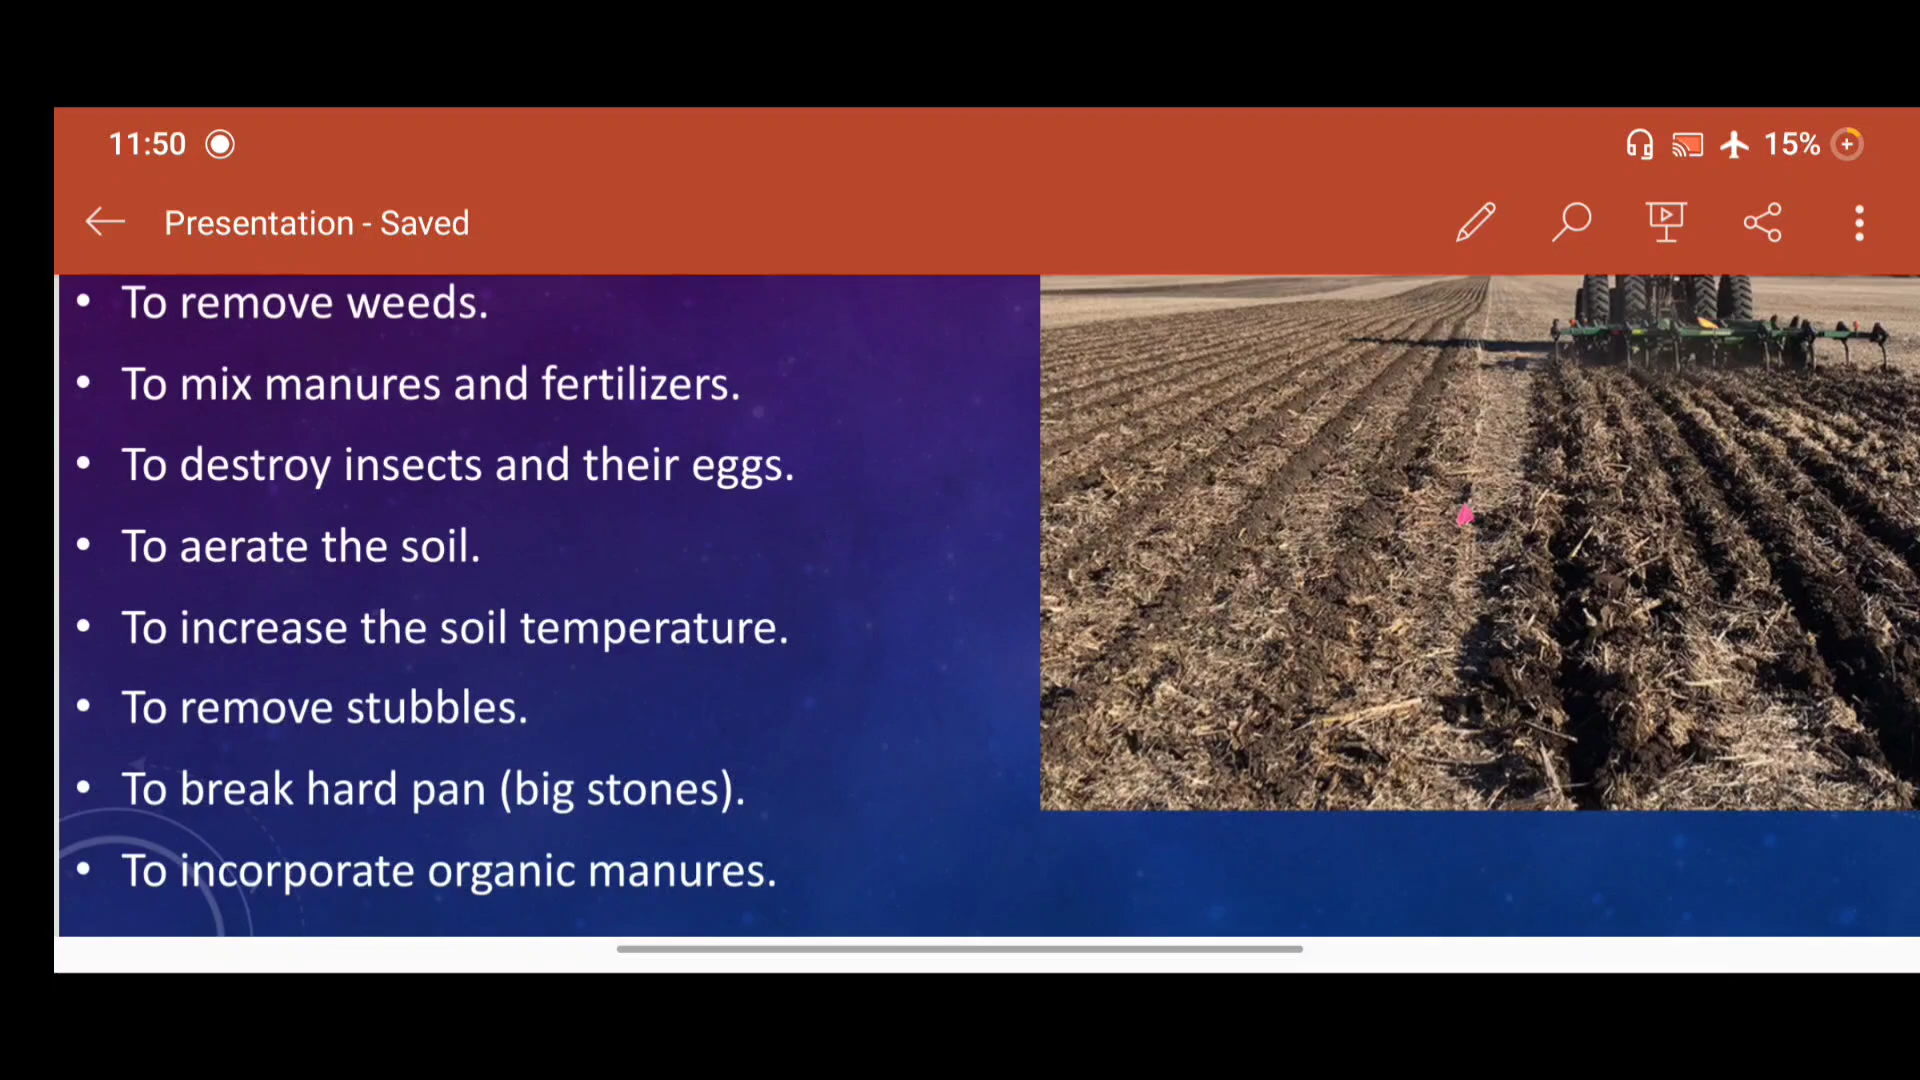 11:50
15%
Presentation - Saved
• To remove weeds.
• To mix manures and fertilizers.
• To destroy insects and their eggs.
• To aerate the soil.
• To increase the soil temperature.
• To remove stubbles.
• To break hard pan (big stones).
• To incorporate organic manures.